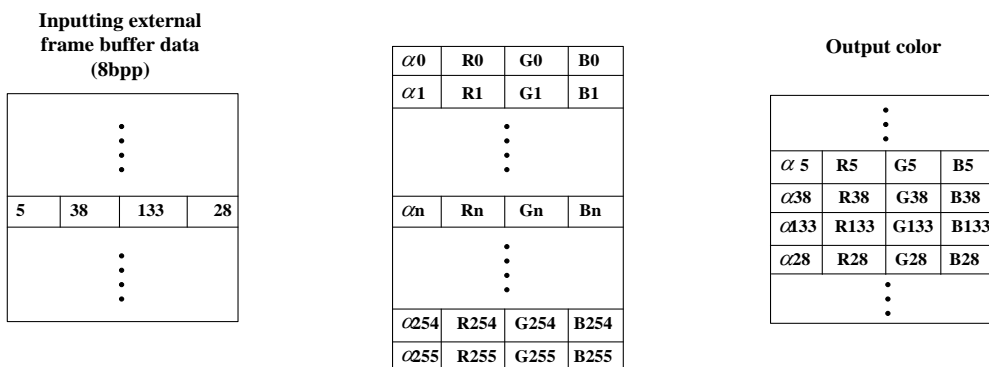 Inputting external
frame buffer data
(8bpp)
5 38 133 28
α0 R0 G0 B0
α1 R1 G1 B1
αn Rn Gn Bn
α254 R254 G254 B254
α255 R255 G255 B255
Output color
α 5 R5 G5 B5
α38 R38 G38 B38
α133 R133 G133 B133
α28 R28 G28 B28